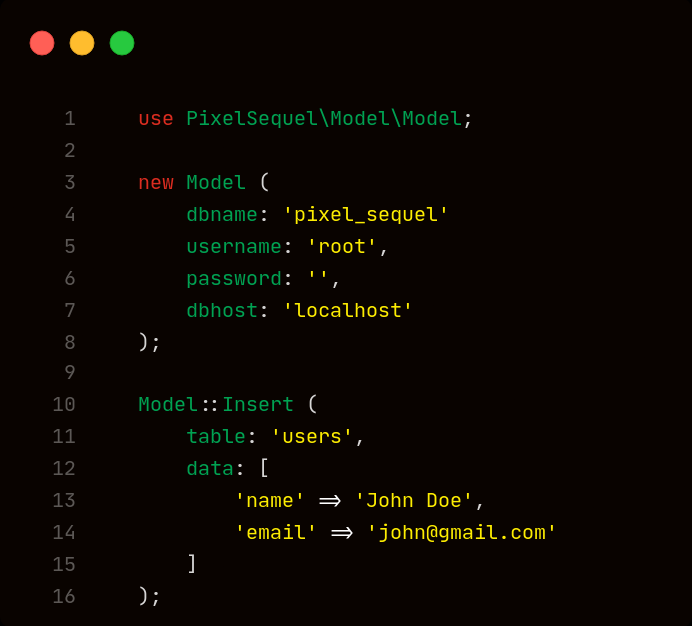 1 use PixelSequel\Model\Model;
2
3 new Model (
4 dbname: 'pixel_sequel'
5 username: 'root',
6 password: '',
7 dbhost: 'localhost'
8 );
9
10 Model::Insert (
11 table: 'users',
12 data: [
13 'name' => 'John Doe',
14 'email' => 'john@gmail.com'
15 ]
16 );